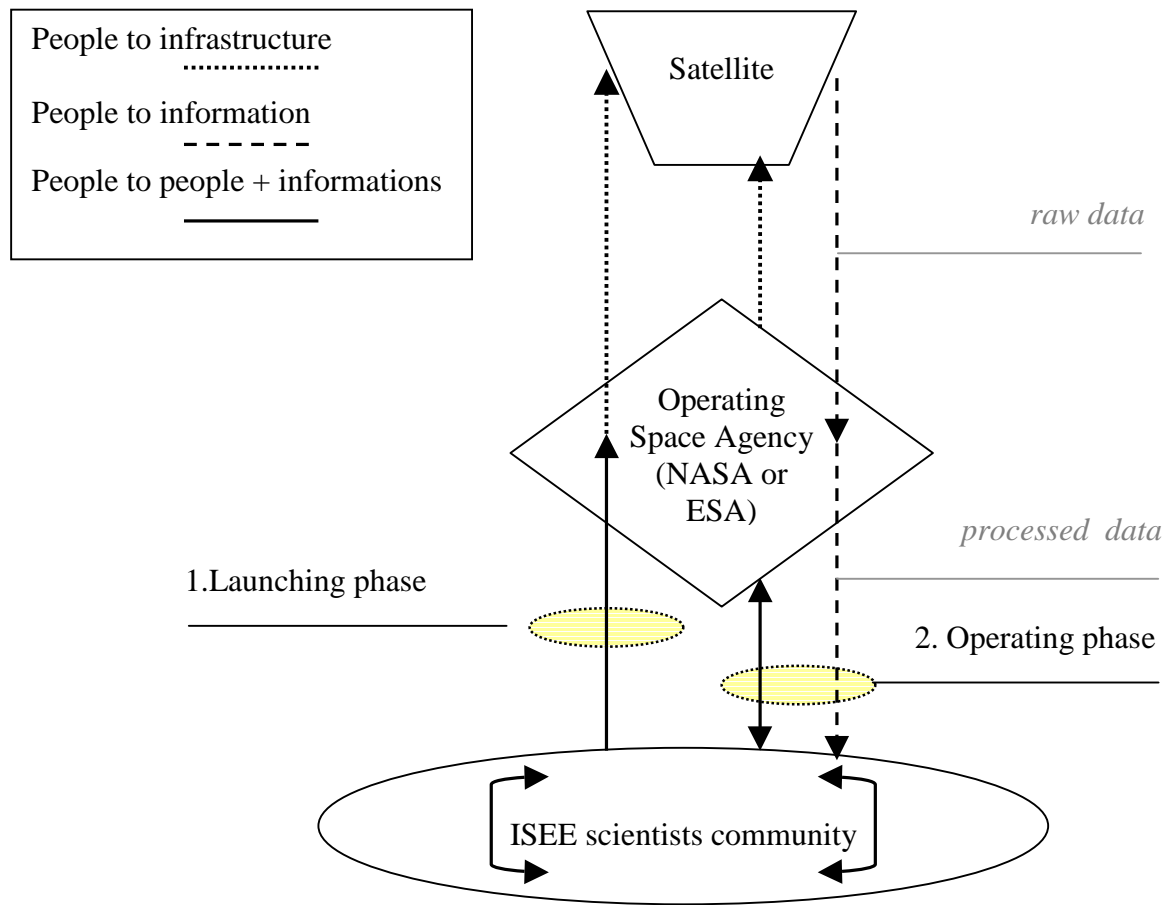 People to infrastructure
People to information
People to people + informations
Satellite
raw data
Operating
Space Agency
(NASA or
ESA)
processed data
1.Launching phase
2. Operating phase
ISEE scientists community